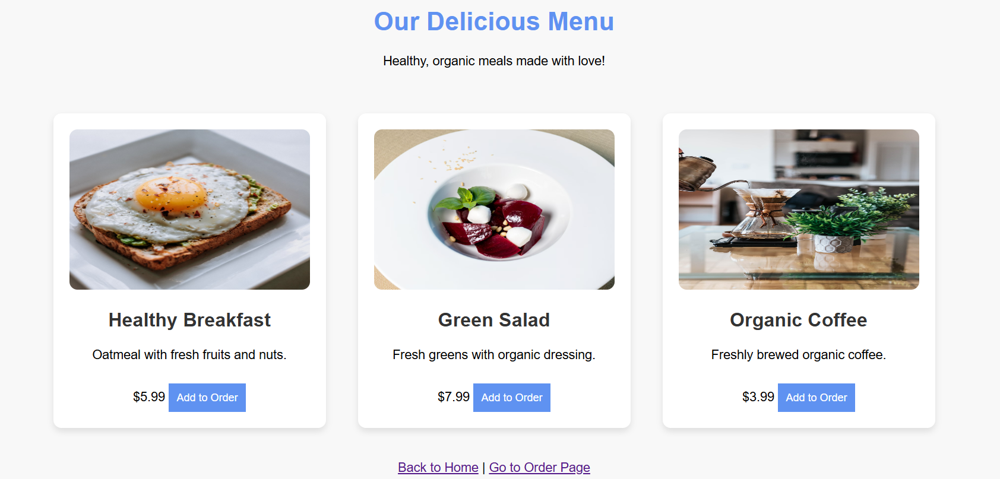 Our Delicious Menu
Healthy, organic meals made with love!
Healthy Breakfast
Oatmeal with fresh fruits and nuts.
$5.99 Add to Order
Green Salad
Fresh greens with organic dressing.
$7.99 Add to Order
Organic Coffee
Freshly brewed organic coffee.
$3.99 Add to Order
Back to Home | Go to Order Page